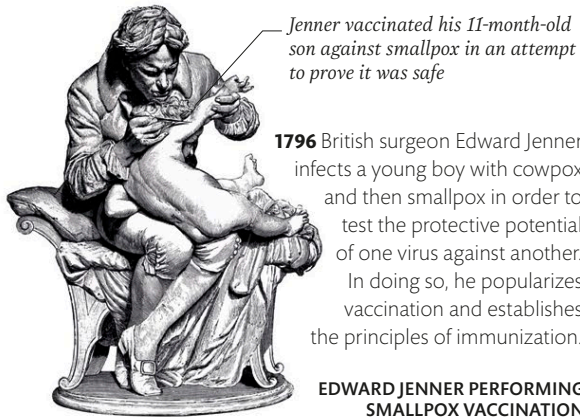 Jenner vaccinated his 11-month-old
son against smallpox in an attempt
to prove it was safe
1796 British surgeon Edward Jenner
infects a young boy with cowpox
and then smallpox in order to
test the protective potential
of one virus against another.
In doing so, he popularizes
vaccination and establishes
the principles of immunization.
EDWARD JENNER PERFORMING
SMALLPOX VACCINATION